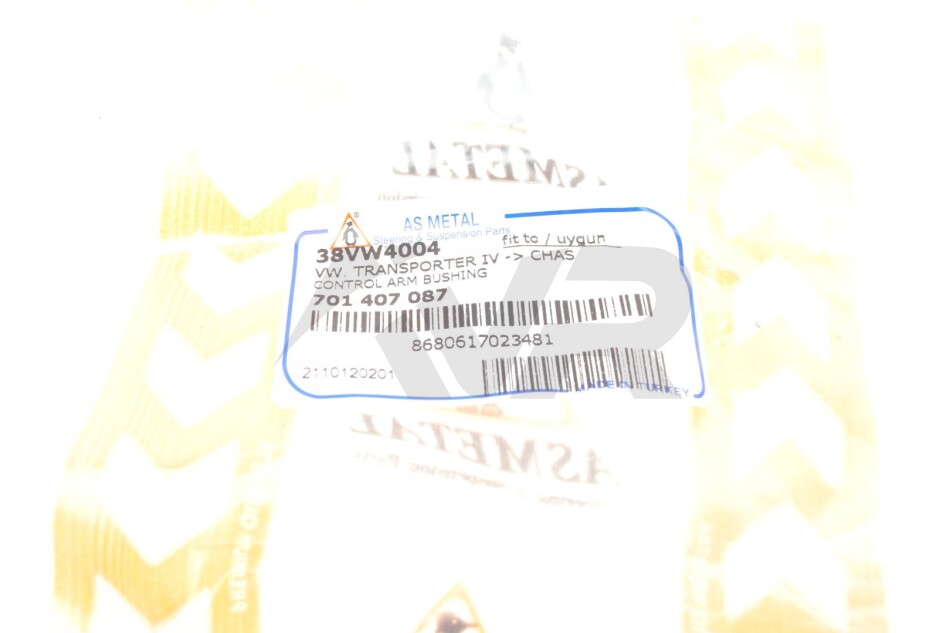 ASMETAL
AS METAL
Steering & Suspension Parts
38VW4004
fit to / uygun
VW. TRANSPORTER IV -> CHAS
CONTROL ARM BUSHING
701 407 087
8680617023481
2110120201
MADE IN TURKEY
ASMETAL